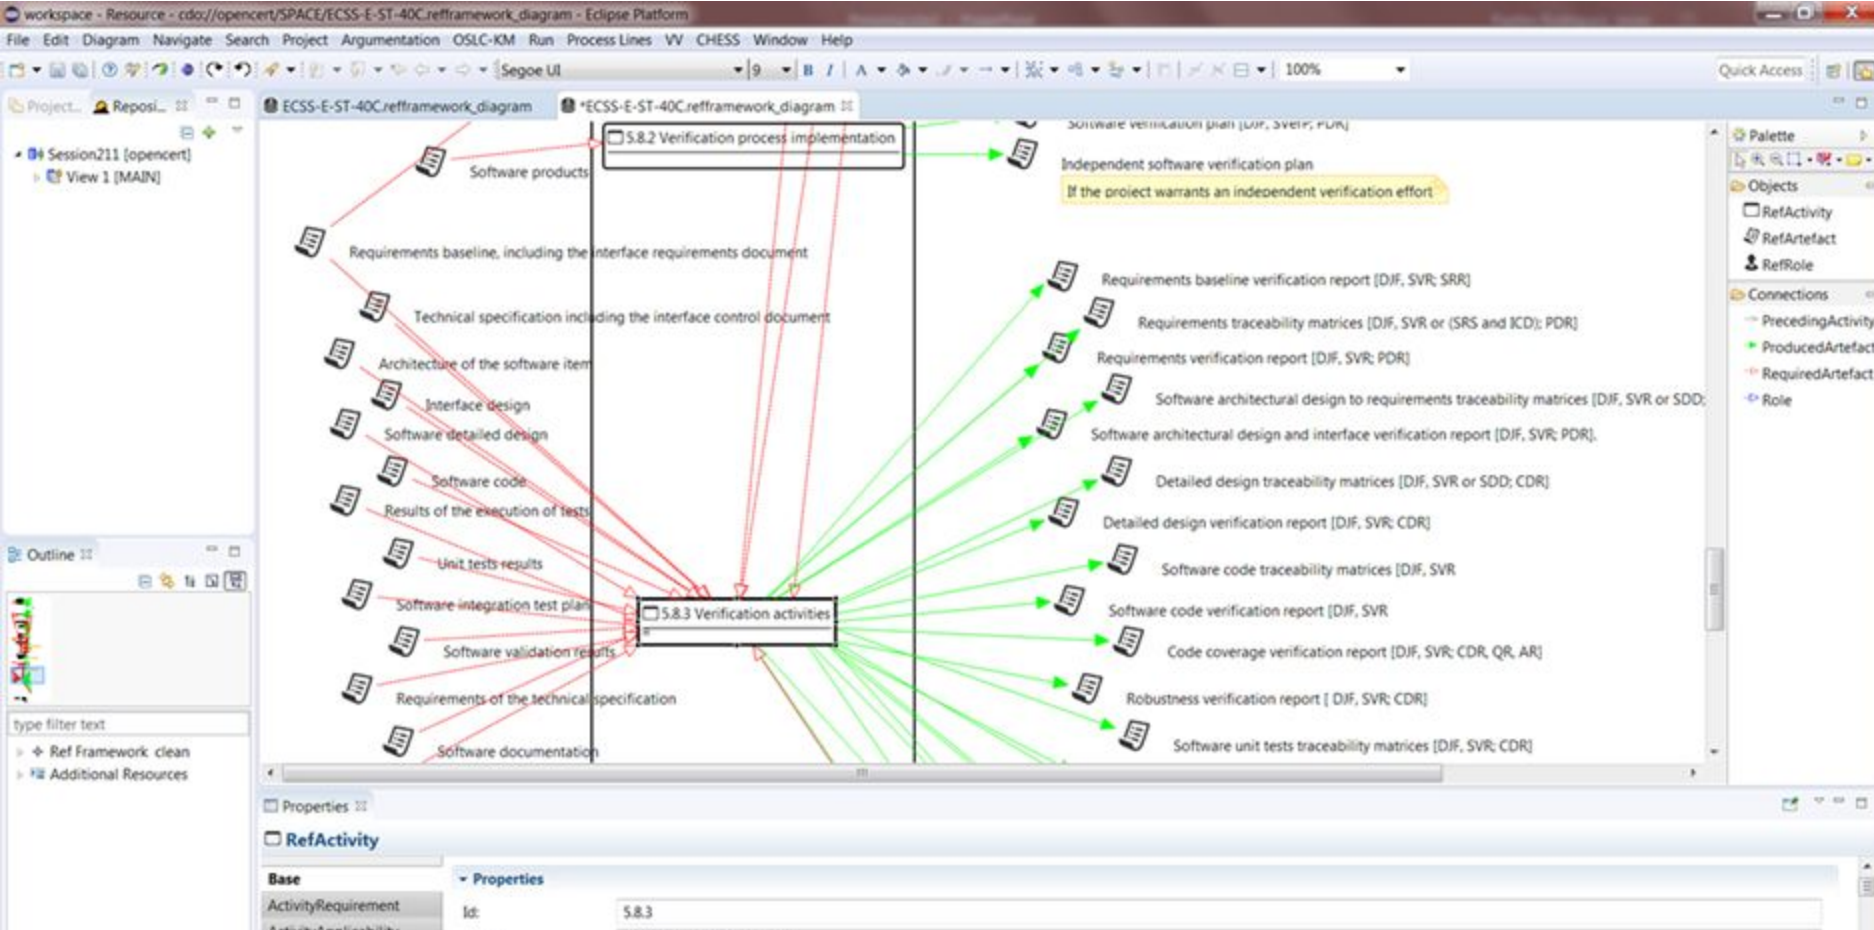 workspace - Resource - cdo://opencert/SPACE/ECSS-E-ST-40C.refframework_diagram - Eclipse Platform
File Edit Diagram Navigate Search Project Argumentation OSLC-KM Run Process Lines VV CHESS Window Help
Segoe UI 9 B I A 100% Quick Access
Project... Reposi...
ECSS-E-ST-40C.refframework_diagram *ECSS-E-ST-40C.refframework_diagram
Session211 [opencert]
View 1 [MAIN]
Software verification plan [DJF, SVerP, PDR]
5.8.2 Verification process implementation
Software products
Independent software verification plan
If the project warrants an independent verification effort
Requirements baseline, including the interface requirements document
Requirements baseline verification report [DJF, SVR; SRR]
Technical specification including the interface control document
Requirements traceability matrices [DJF, SVR or (SRS and ICD); PDR]
Architecture of the software item
Requirements verification report [DJF, SVR; PDR]
Interface design
Software architectural design to requirements traceability matrices [DJF, SVR or SDD;
Software detailed design
Software architectural design and interface verification report [DJF, SVR; PDR].
Software code
Detailed design traceability matrices [DJF, SVR or SDD; CDR]
Results of the execution of tests
Detailed design verification report [DJF, SVR; CDR]
Unit tests results
Software code traceability matrices [DJF, SVR
Software integration test plan
5.8.3 Verification activities
Software code verification report [DJF, SVR
Software validation results
Code coverage verification report [DJF, SVR; CDR, QR, AR]
Requirements of the technical specification
Robustness verification report [ DJF, SVR; CDR]
Software documentation
Software unit tests traceability matrices [DJF, SVR; CDR]
Palette
Objects
RefActivity
RefArtefact
RefRole
Connections
PrecedingActivity
ProducedArtefact
RequiredArtefact
Role
Outline
type filter text
Ref Framework clean
Additional Resources
Properties
RefActivity
Base
Properties
ActivityRequirement
Id: 5.8.3
ActivityApplicability